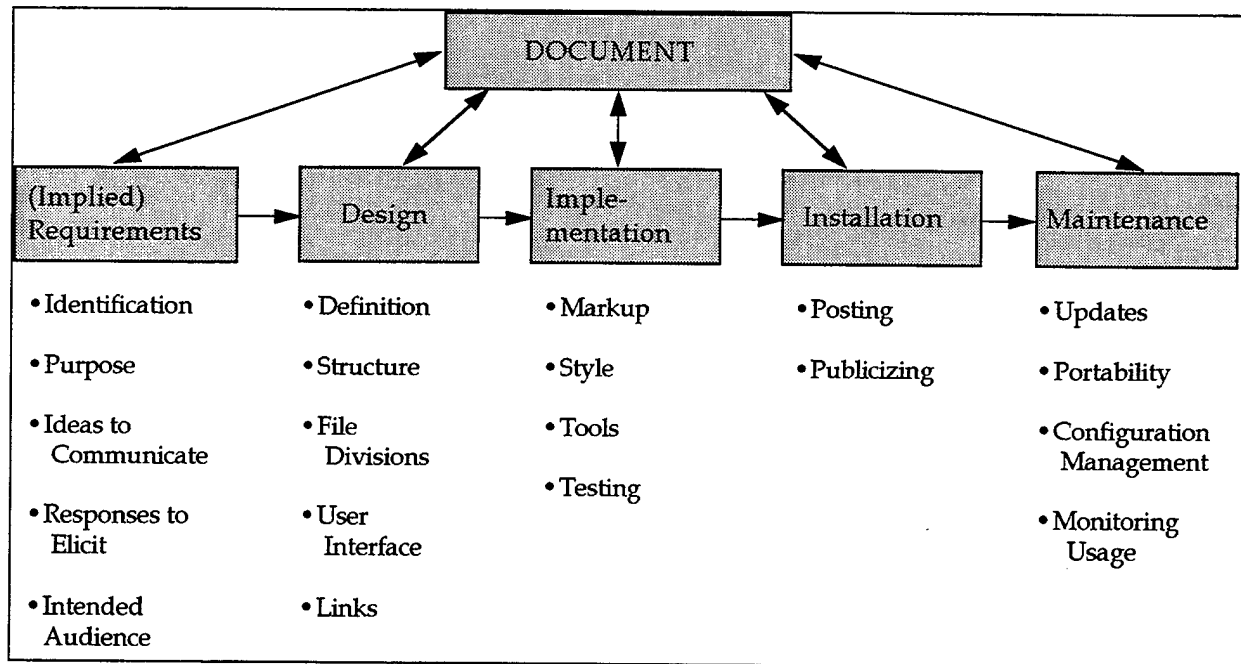 DOCUMENT
(Implied)
Requirements
Design
Imple-
mentation
Installation
Maintenance
• Identification
• Purpose
• Ideas to
Communicate
• Responses to
Elicit
• Intended
Audience
• Definition
• Structure
• File
Divisions
• User
Interface
• Links
• Markup
• Style
• Tools
• Testing
• Posting
• Publicizing
• Updates
• Portability
• Configuration
Management
• Monitoring
Usage